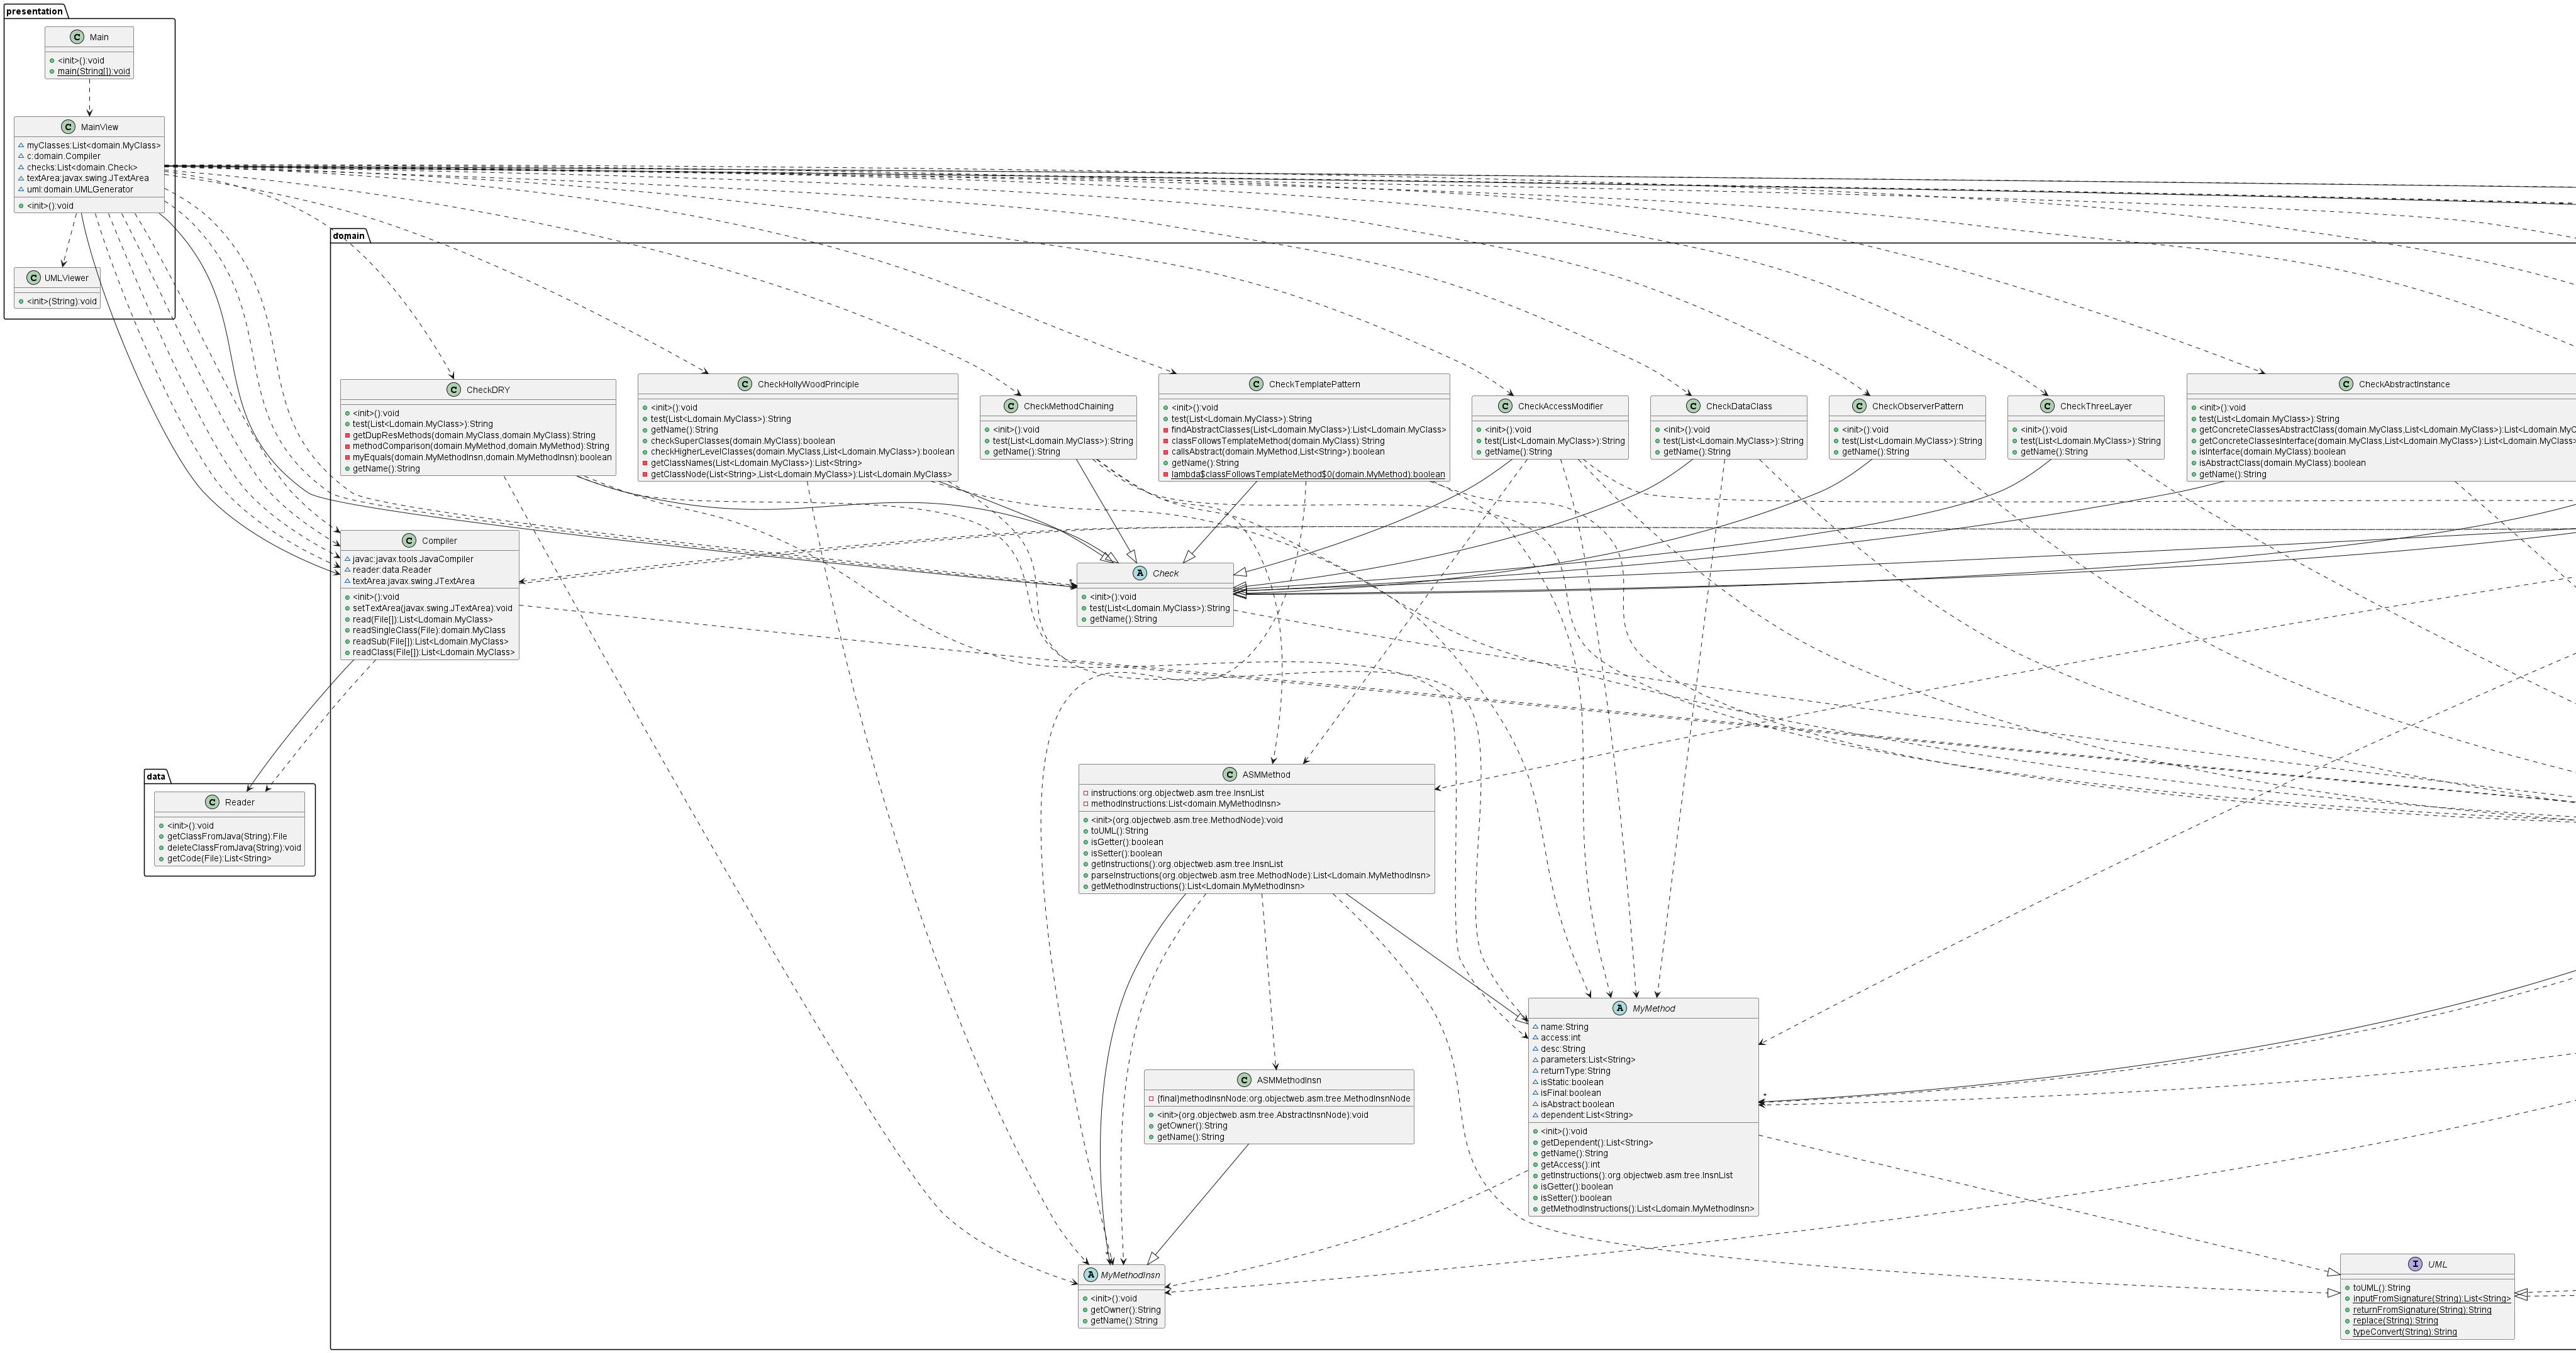 presentation
C Main
<init>():void
main(String[]):void
C MainView
myClasses:List<domain.MyClass>
c:domain.Compiler
checks:List<domain.Check>
textArea:javax.swing.JTextArea
uml:domain.UMLGenerator
<init>():void
C UMLViewer
<init>(String):void
domain
C CheckDRY
<init>():void
test(List<Ldomain.MyClass>):String
getDupResMethods(domain.MyClass,domain.MyClass):String
methodComparison(domain.MyMethod,domain.MyMethod):String
myEquals(domain.MyMethodInsn,domain.MyMethodInsn):boolean
getName():String
C CheckHollyWoodPrinciple
<init>():void
test(List<Ldomain.MyClass>):String
getName():String
checkSuperClasses(domain.MyClass):boolean
checkHigherLevelClasses(domain.MyClass,List<Ldomain.MyClass>):boolean
getClassNames(List<Ldomain.MyClass>):List<String>
getClassNode(List<String>,List<Ldomain.MyClass>):List<Ldomain.MyClass>
C CheckMethodChaining
<init>():void
test(List<Ldomain.MyClass>):String
getName():String
C CheckTemplatePattern
<init>():void
test(List<Ldomain.MyClass>):String
findAbstractClasses(List<Ldomain.MyClass>):List<Ldomain.MyClass>
classFollowsTemplateMethod(domain.MyClass):String
callsAbstract(domain.MyMethod,List<String>):boolean
getName():String
lambda$classFollowsTemplateMethod$0(domain.MyMethod):boolean
C CheckAccessModifier
<init>():void
test(List<Ldomain.MyClass>):String
getName():String
C CheckDataClass
<init>():void
test(List<Ldomain.MyClass>):String
getName():String
C CheckObserverPattern
<init>():void
test(List<Ldomain.MyClass>):String
getName():String
C CheckThreeLayer
<init>():void
test(List<Ldomain.MyClass>):String
getName():String
C CheckAbstractInstance
<init>():void
test(List<Ldomain.MyClass>):String
getConcreteClassesAbstractClass(domain.MyClass,List<Ldomain.MyClass>):List<Ldomain.MyC
getConcreteClassesInterface(domain.MyClass,List<Ldomain.MyClass>):List<Ldomain.MyClass>
isInterface(domain.MyClass):boolean
isAbstractClass(domain.MyClass):boolean
getName():String
C Compiler
javac:javax.tools.JavaCompiler
reader:data.Reader
textArea:javax.swing.JTextArea
<init>():void
setTextArea(javax.swing.JTextArea):void
read(File[]):List<Ldomain.MyClass>
readSingleClass(File):domain.MyClass
readSub(File[]):List<Ldomain.MyClass>
readClass(File[]):List<Ldomain.MyClass>
A Check
<init>():void
test(List<Ldomain.MyClass>):String
getName():String
data
C Reader
<init>():void
getClassFromJava(String):File
deleteClassFromJava(String):void
getCode(File):List<String>
C ASMMethod
instructions:org.objectweb.asm.tree.InsnList
methodInstructions:List<domain.MyMethodInsn>
<init>(org.objectweb.asm.tree.MethodNode):void
toUML():String
isGetter():boolean
isSetter():boolean
getInstructions():org.objectweb.asm.tree.InsnList
parseInstructions(org.objectweb.asm.tree.MethodNode):List<Ldomain.MyMethodInsn>
getMethodInstructions():List<Ldomain.MyMethodInsn>
A MyMethod
name:String
access:int
desc:String
parameters:List<String>
returnType:String
isStatic:boolean
isFinal:boolean
isAbstract:boolean
dependent:List<String>
<init>():void
getDependent():List<String>
getName():String
getAccess():int
getInstructions():org.objectweb.asm.tree.InsnList
isGetter():boolean
isSetter():boolean
getMethodInstructions():List<Ldomain.MyMethodInsn>
C ASMMethodInsn
{final}methodInsnNode:org.objectweb.asm.tree.MethodInsnNode
<init>(org.objectweb.asm.tree.AbstractInsnNode):void
getOwner():String
getName():String
A MyMethodInsn
<init>():void
getOwner():String
getName():String
I UML
toUML():String
inputFromSignature(String):List<String>
returnFromSignature(String):String
replace(String):String
typeConvert(String):String